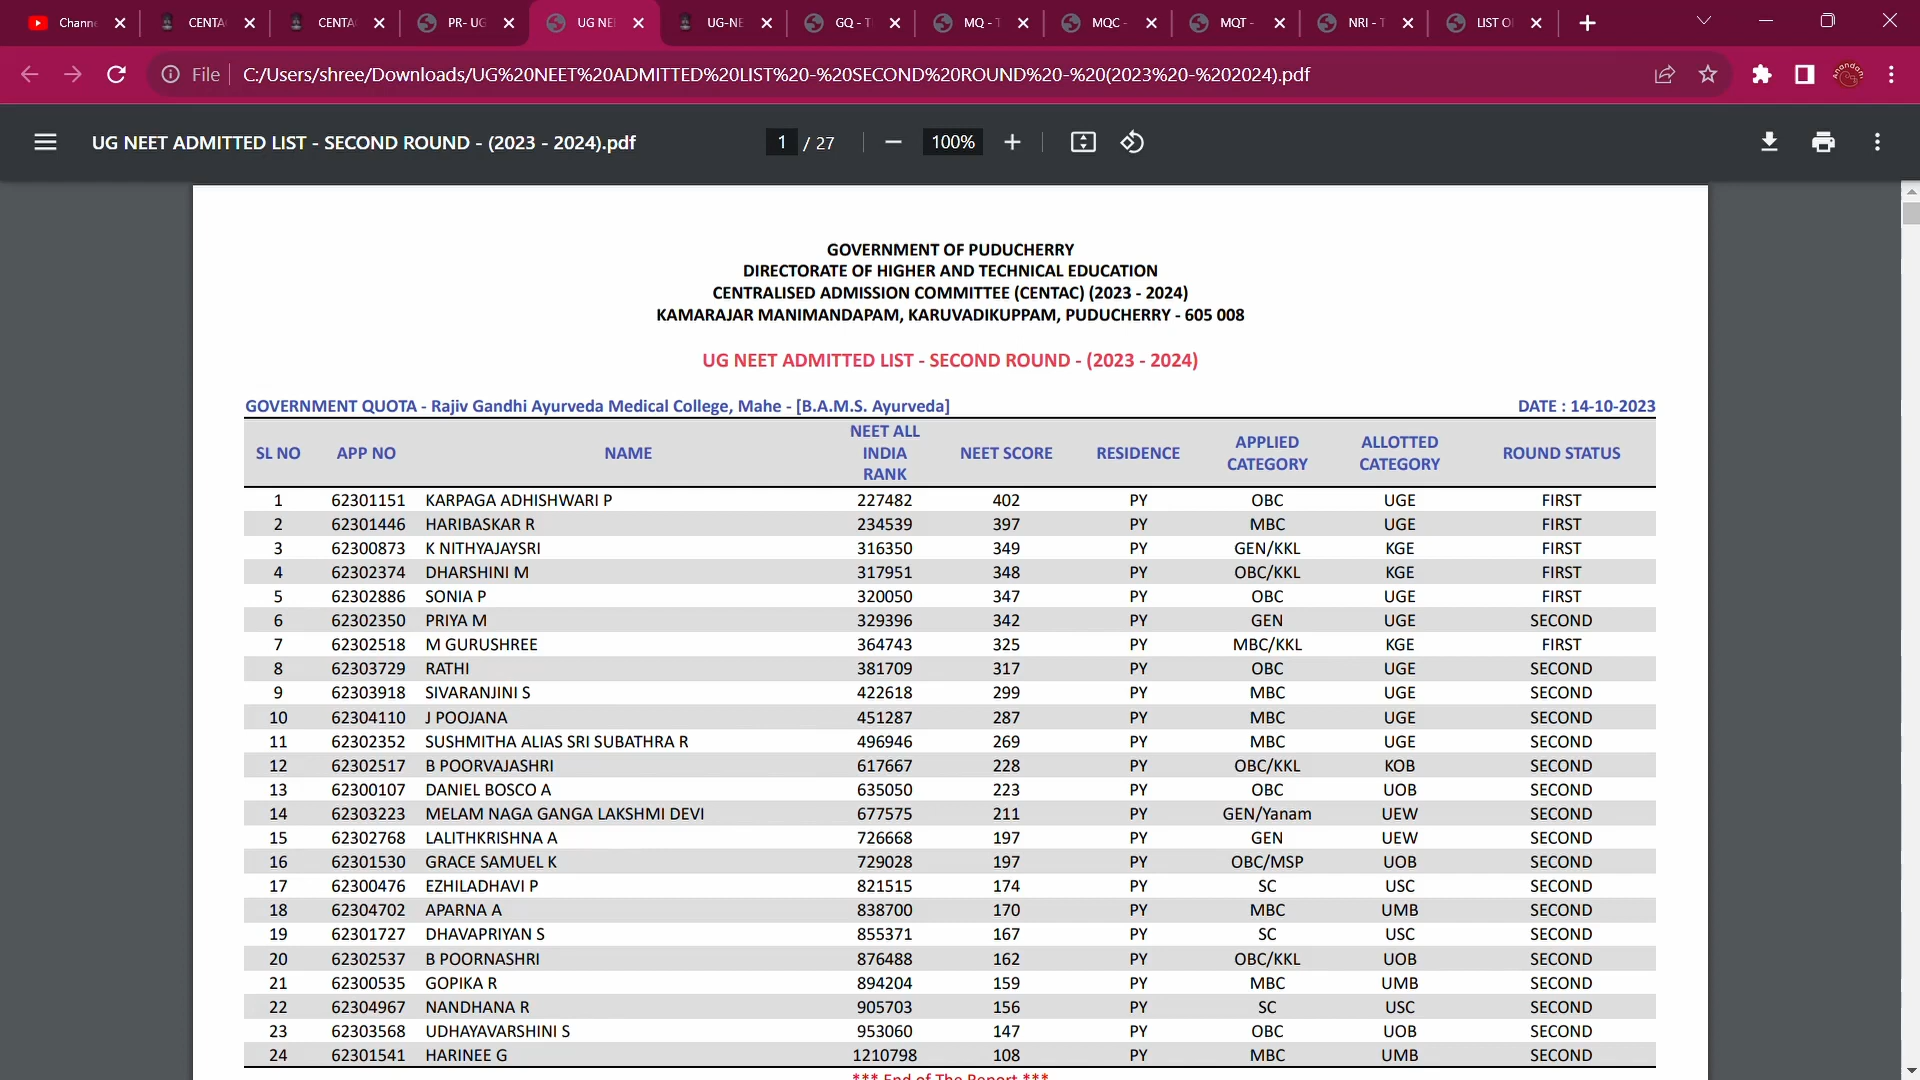 Channe CENTA CENTA PR- UG UG NE UG-NE GQ - T MQ - T MQC - MQT - NRI - T LIST O
File C:/Users/shree/Downloads/UG%20NEET%20ADMITTED%20LIST%20-%20SECOND%20ROUND%20-%20(2023%20-%202024).pdf
UG NEET ADMITTED LIST - SECOND ROUND - (2023 - 2024).pdf 1 / 27 100%
GOVERNMENT OF PUDUCHERRY
DIRECTORATE OF HIGHER AND TECHNICAL EDUCATION
CENTRALISED ADMISSION COMMITTEE (CENTAC) (2023 - 2024)
KAMARAJAR MANIMANDAPAM, KARUVADIKUPPAM, PUDUCHERRY - 605 008
UG NEET ADMITTED LIST - SECOND ROUND - (2023 - 2024)
GOVERNMENT QUOTA - Rajiv Gandhi Ayurveda Medical College, Mahe - [B.A.M.S. Ayurveda] DATE : 14-10-2023
SL NO APP NO NAME NEET ALL INDIA RANK NEET SCORE RESIDENCE APPLIED CATEGORY ALLOTTED CATEGORY ROUND STATUS
1 62301151 KARPAGA ADHISHWARI P 227482 402 PY OBC UGE FIRST
2 62301446 HARIBASKAR R 234539 397 PY MBC UGE FIRST
3 62300873 K NITHYAJAYSRI 316350 349 PY GEN/KKL KGE FIRST
4 62302374 DHARSHINI M 317951 348 PY OBC/KKL KGE FIRST
5 62302886 SONIA P 320050 347 PY OBC UGE FIRST
6 62302350 PRIYA M 329396 342 PY GEN UGE SECOND
7 62302518 M GURUSHREE 364743 325 PY MBC/KKL KGE FIRST
8 62303729 RATHI 381709 317 PY OBC UGE SECOND
9 62303918 SIVARANJINI S 422618 299 PY MBC UGE SECOND
10 62304110 J POOJANA 451287 287 PY MBC UGE SECOND
11 62302352 SUSHMITHA ALIAS SRI SUBATHRA R 496946 269 PY MBC UGE SECOND
12 62302517 B POORVAJASHRI 617667 228 PY OBC/KKL KOB SECOND
13 62300107 DANIEL BOSCO A 635050 223 PY OBC UOB SECOND
14 62303223 MELAM NAGA GANGA LAKSHMI DEVI 677575 211 PY GEN/Yanam UEW SECOND
15 62302768 LALITHKRISHNA A 726668 197 PY GEN UEW SECOND
16 62301530 GRACE SAMUEL K 729028 197 PY OBC/MSP UOB SECOND
17 62300476 EZHILADHAVI P 821515 174 PY SC USC SECOND
18 62304702 APARNA A 838700 170 PY MBC UMB SECOND
19 62301727 DHAVAPRIYAN S 855371 167 PY SC USC SECOND
20 62302537 B POORNASHRI 876488 162 PY OBC/KKL UOB SECOND
21 62300535 GOPIKA R 894204 159 PY MBC UMB SECOND
22 62304967 NANDHANA R 905703 156 PY SC USC SECOND
23 62303568 UDHAYAVARSHINI S 953060 147 PY OBC UOB SECOND
24 62301541 HARINEE G 1210798 108 PY MBC UMB SECOND
*** End of The Report ***